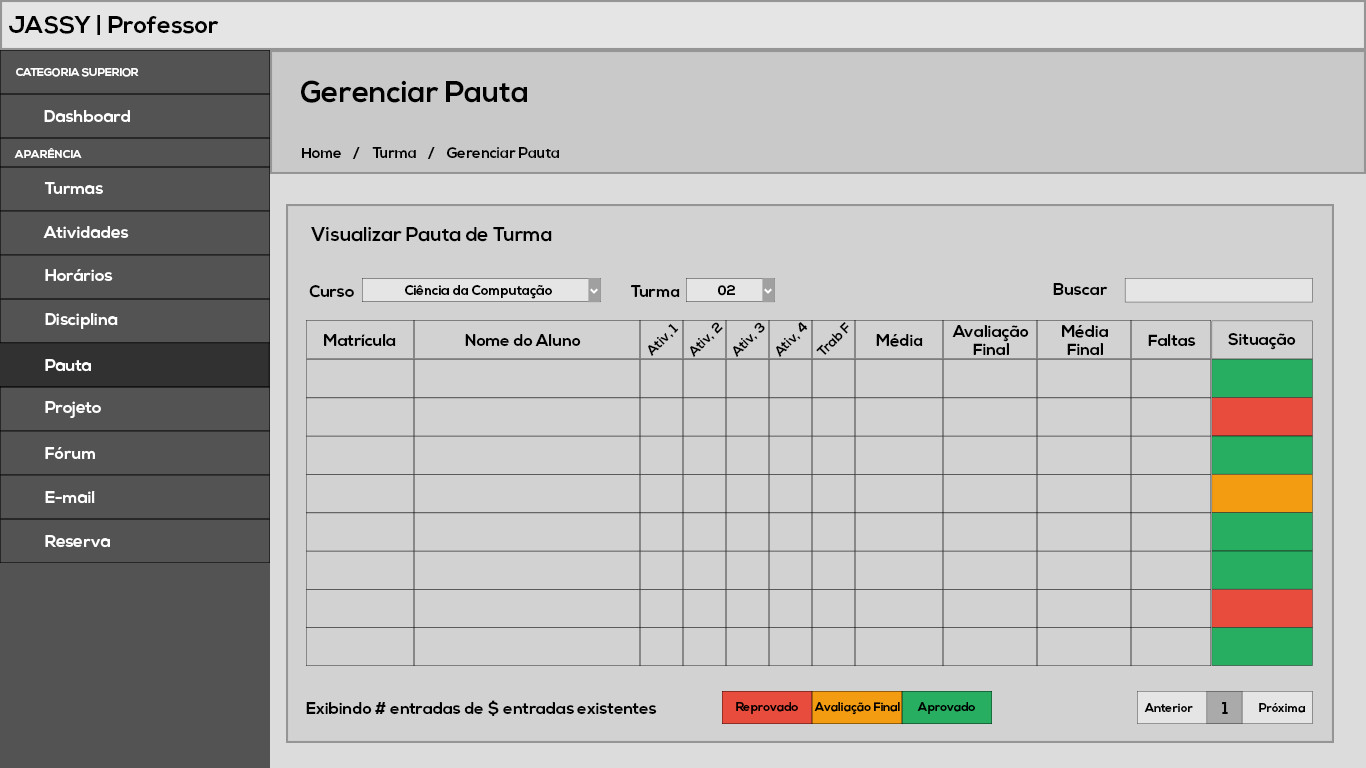 JASSY | Professor
CATEGORIA SUPERIOR
Dashboard
APARÊNCIA
Turmas
Atividades
Horários
Disciplina
Pauta
Projeto
Fórum
E-mail
Reserva
Gerenciar Pauta
Home / Turma / Gerenciar Pauta
Visualizar Pauta de Turma
Curso Ciência da Computação Turma 02 Buscar
Matrícula Nome do Aluno Ativ,1 Ativ, 2 Ativ, 3 Ativ, 4 Trab F Média Avaliação Final Média Final Faltas Situação
Exibindo # entradas de $ entradas existentes Reprovado Avaliação Final Aprovado Anterior 1 Próxima